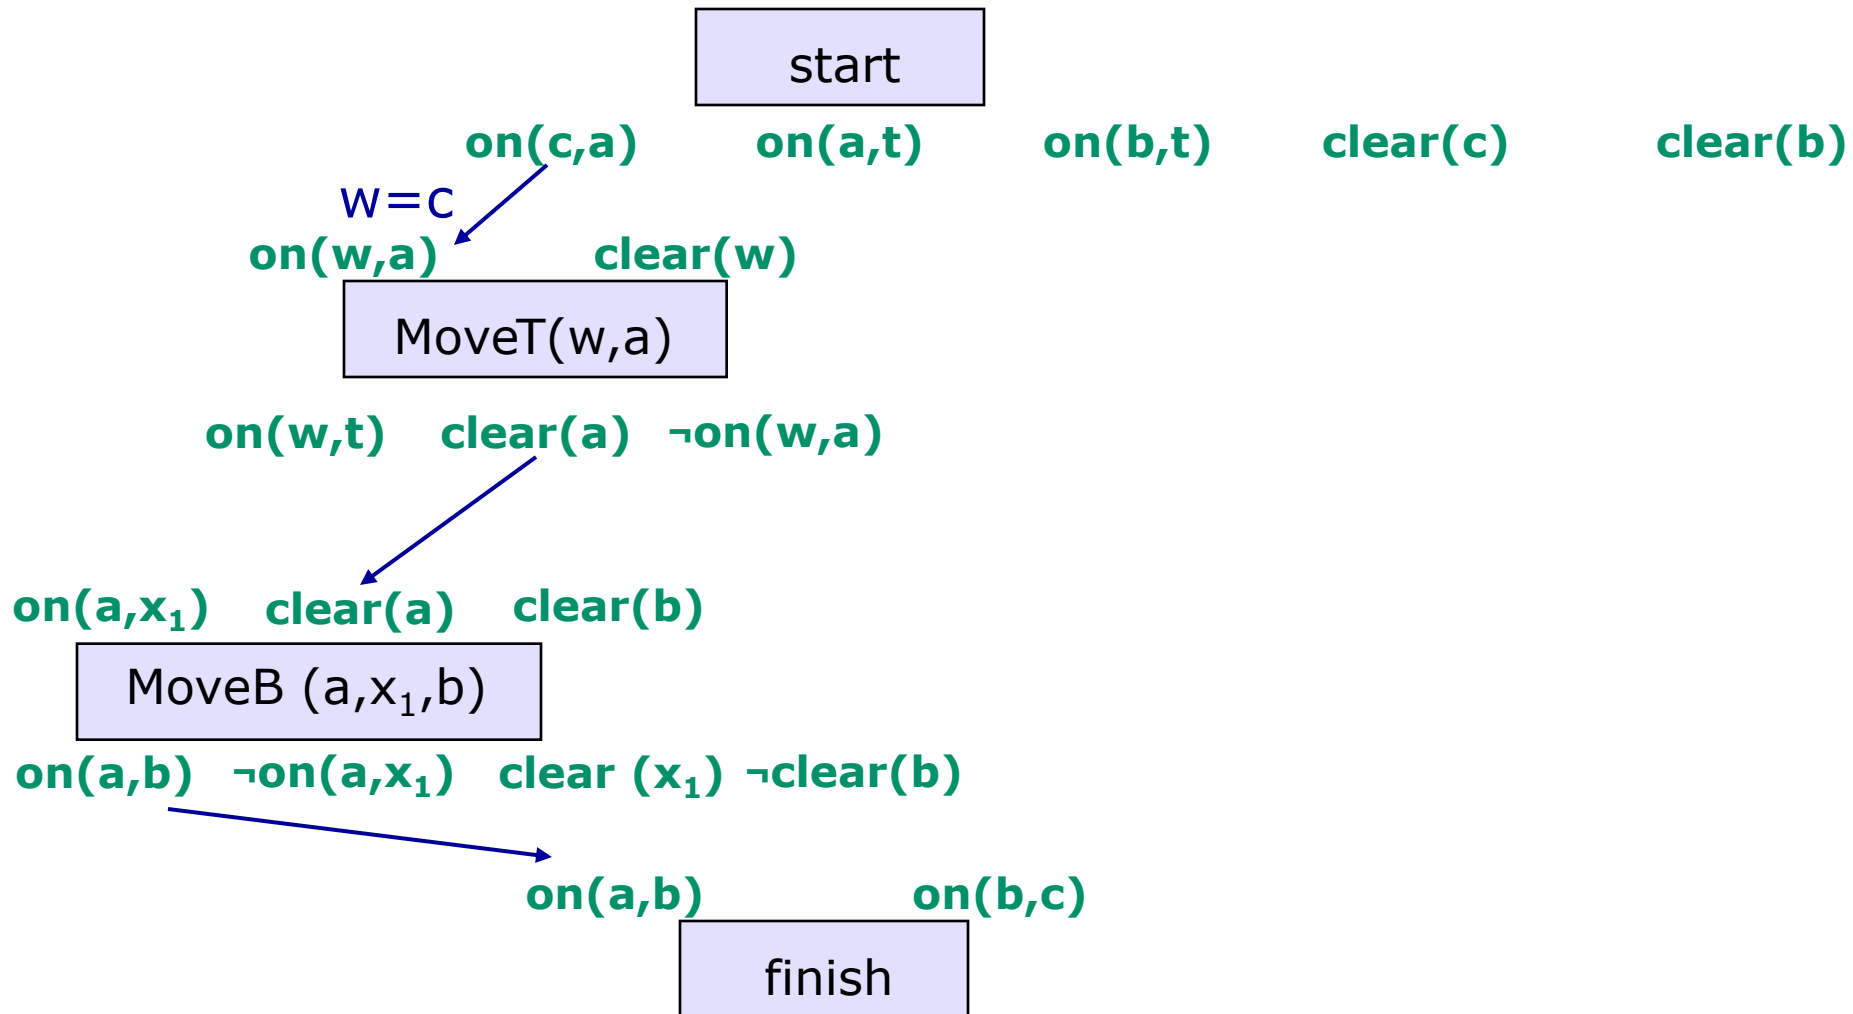 start
on(c,a) on(a,t) on(b,t) clear(c) clear(b)
w=c
on(w,a) clear(w)
MoveT(w,a)
on(w,t) clear(a) ¬on(w,a)
on(a,x₁) clear(a) clear(b)
MoveB (a,x₁,b)
on(a,b) ¬on(a,x₁) clear (x₁) ¬clear(b)
on(a,b) on(b,c)
finish